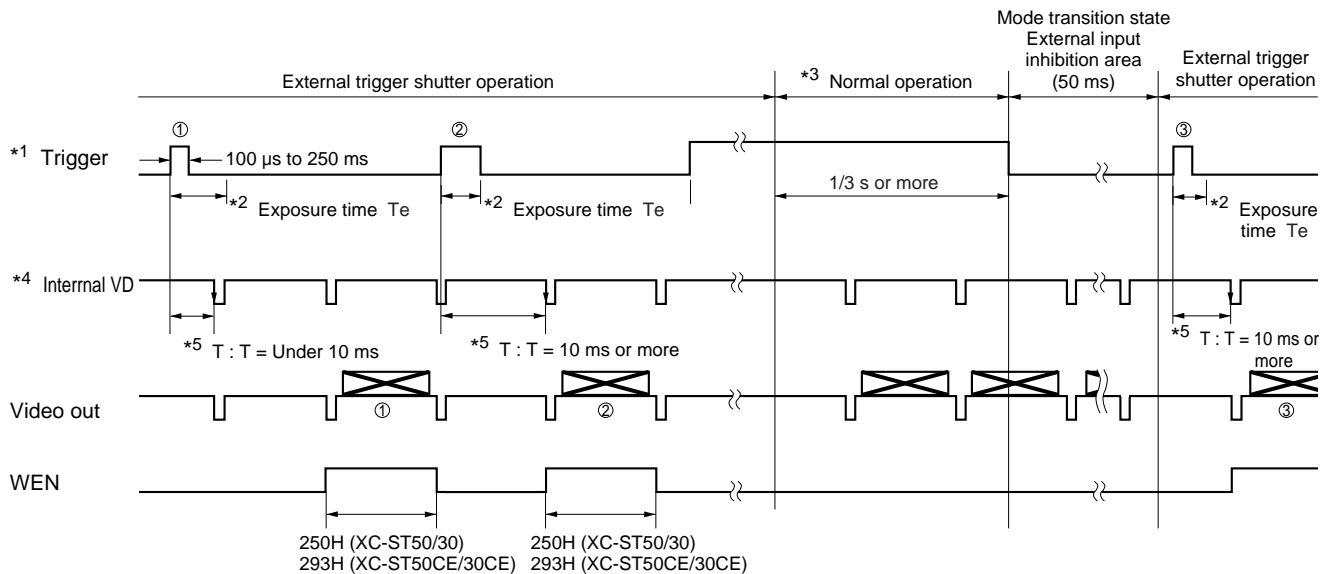 Mode transition state
External input
inhibition area
(50 ms)
External trigger shutter operation
*3 Normal operation
External trigger
shutter operation
① ② ③
*1 Trigger
100 µs to 250 ms
1/3 s or more
*2 Exposure time Te
*2 Exposure time Te
*2 Exposure
time Te
*4 Interrnal VD
*5 T : T = Under 10 ms
*5 T : T = 10 ms or more
*5 T : T = 10 ms or
more
Video out
① ② ③
WEN
250H (XC-ST50/30)
293H (XC-ST50CE/30CE)
250H (XC-ST50/30)
293H (XC-ST50CE/30CE)